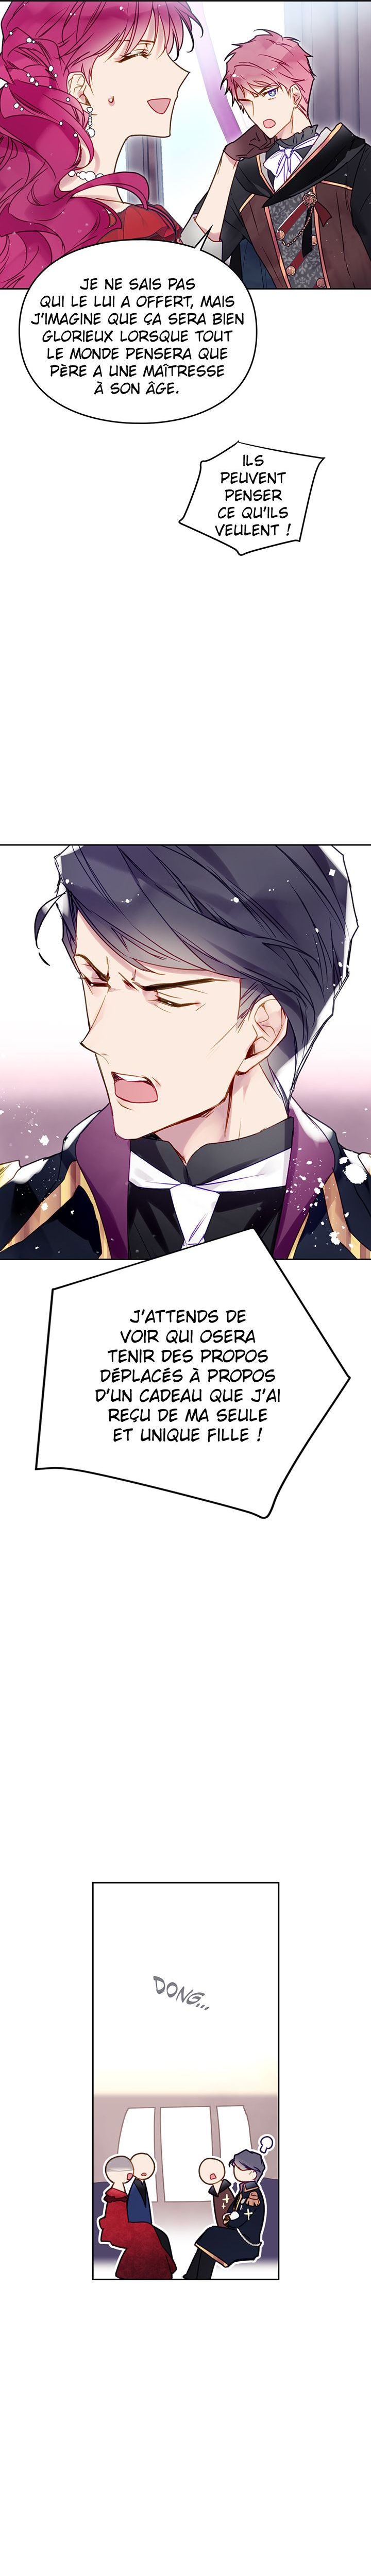 JE NE SAIS PAS
QUI LE LUI A OFFERT, MAIS
J'IMAGINE QUE ÇA SERA BIEN
GLORIEUX LORSQUE TOUT
LE MONDE PENSERA QUE
PÈRE A UNE MAÎTRESSE
À SON ÂGE.
ILS
PEUVENT
PENSER
CE QU'ILS
VEULENT !
J'ATTENDS DE
VOIR QUI OSERA
TENIR DES PROPOS
DÉPLACÉS À PROPOS
D'UN CADEAU QUE J'AI
REÇU DE MA SEULE
ET UNIQUE FILLE !
DONG...